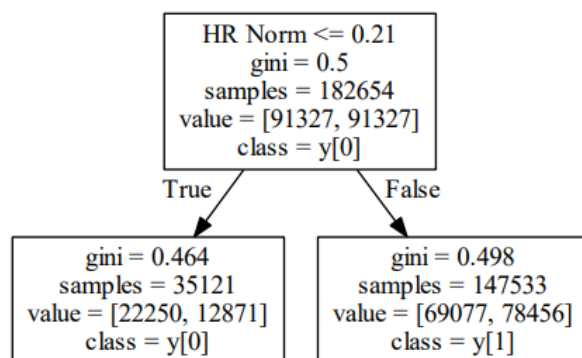 HR Norm <= 0.21
gini = 0.5
samples = 182654
value = [91327, 91327]
class = y[0]
True
False
gini = 0.464
samples = 35121
value = [22250, 12871]
class = y[0]
gini = 0.498
samples = 147533
value = [69077, 78456]
class = y[1]